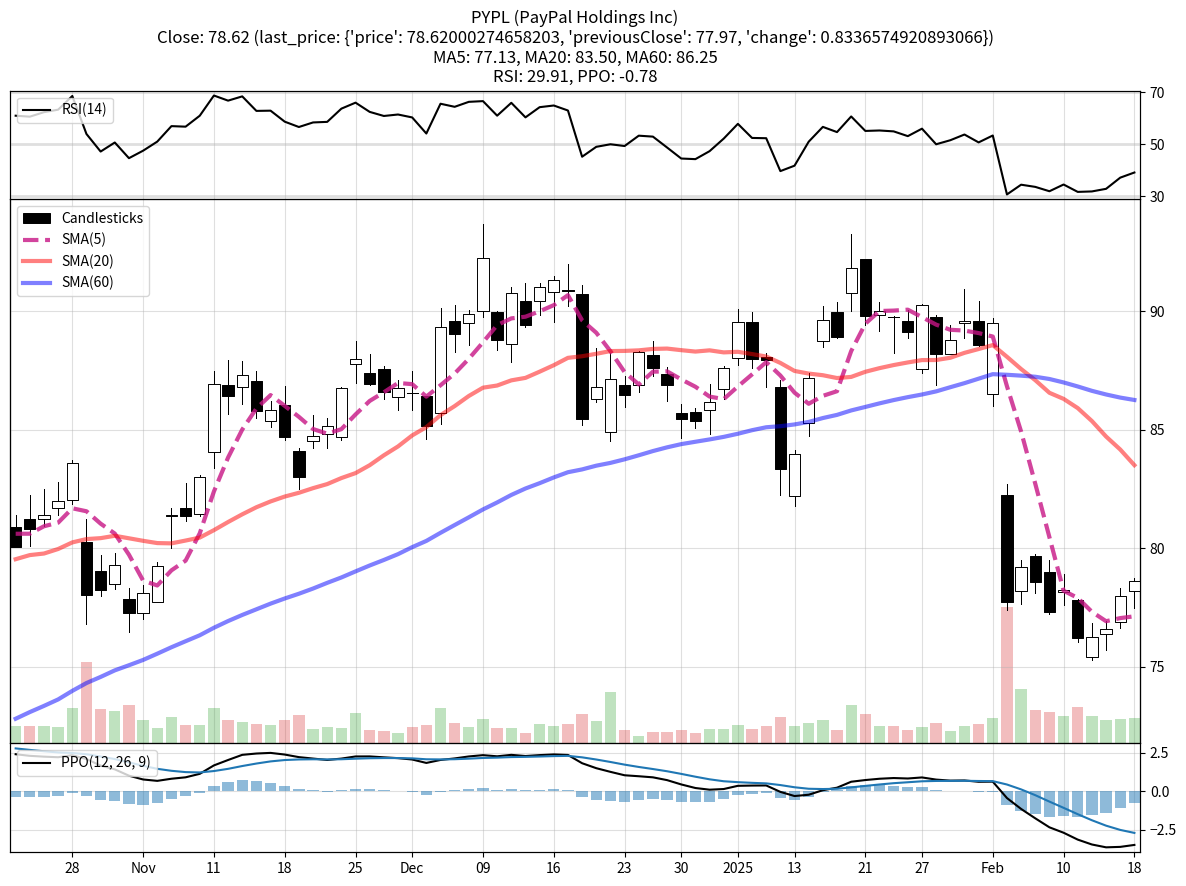 PYPL (PayPal Holdings Inc)
Close: 78.62 (last_price: {'price': 78.62000274658203, 'previousClose': 77.97, 'change': 0.8336574920893066})
MA5: 77.13, MA20: 83.50, MA60: 86.25
RSI: 29.91, PPO: -0.78
RSI(14)
70
50
30
Candlesticks
SMA(5)
SMA(20)
SMA(60)
90
85
80
75
PPO(12, 26, 9)
2.5
0.0
−2.5
28 Nov 11 18 25 Dec 09 16 23 30 2025 13 21 27 Feb 10 18